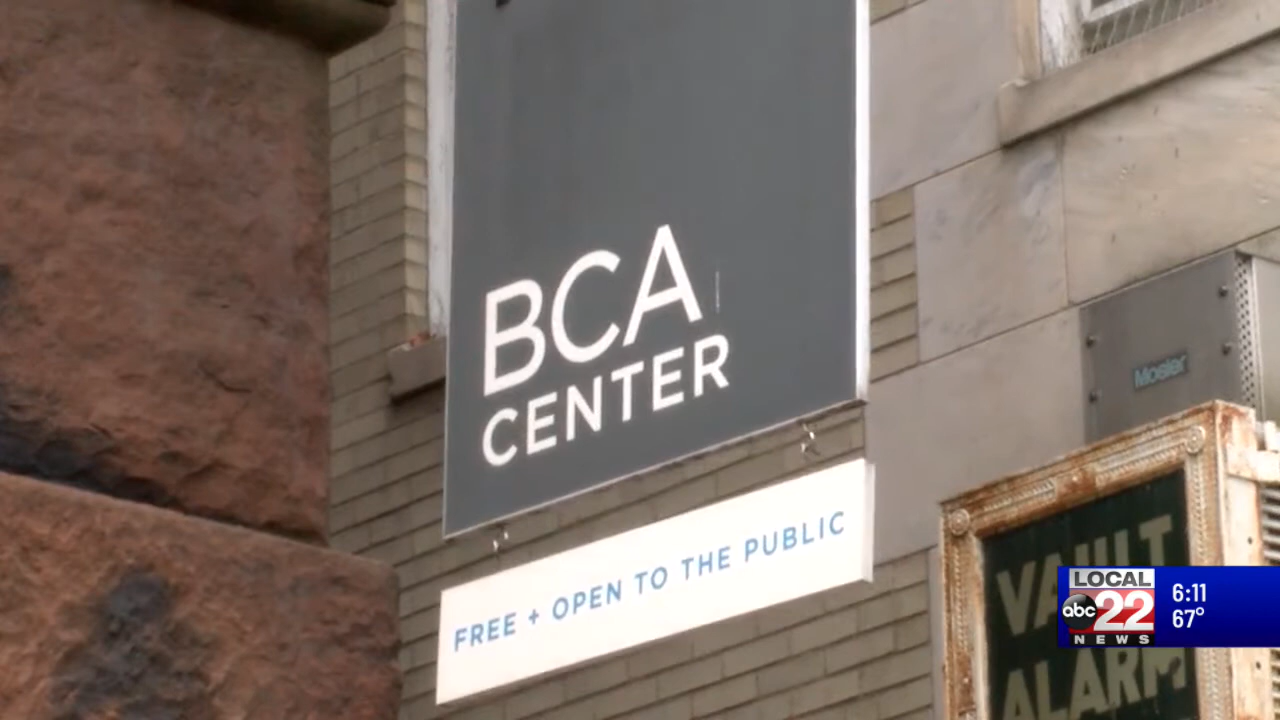 BCA
CENTER
FREE + OPEN TO THE PUBLIC
Mosler
VAULT
ALARM
LOCAL
abc 22
NEWS
6:11
67°